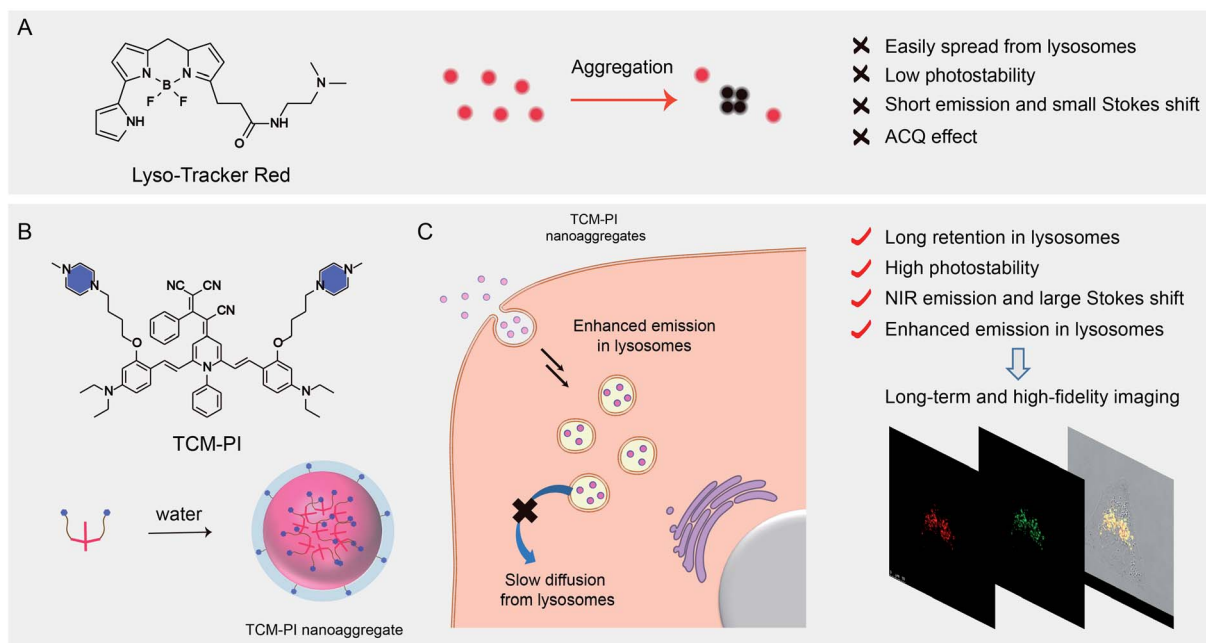 A
N
N
B
F
F
NH
N
O
NH
Lyso-Tracker Red
Aggregation
Easily spread from lysosomes
Low photostability
Short emission and small Stokes shift
ACQ effect
B
N
N
NC
CN
CN
N
N
O
O
N
N
N
TCM-PI
water
TCM-PI nanoaggregate
C
TCM-PI
nanoaggregates
Enhanced emission
in lysosomes
Slow diffusion
from lysosomes
Long retention in lysosomes
High photostability
NIR emission and large Stokes shift
Enhanced emission in lysosomes
Long-term and high-fidelity imaging